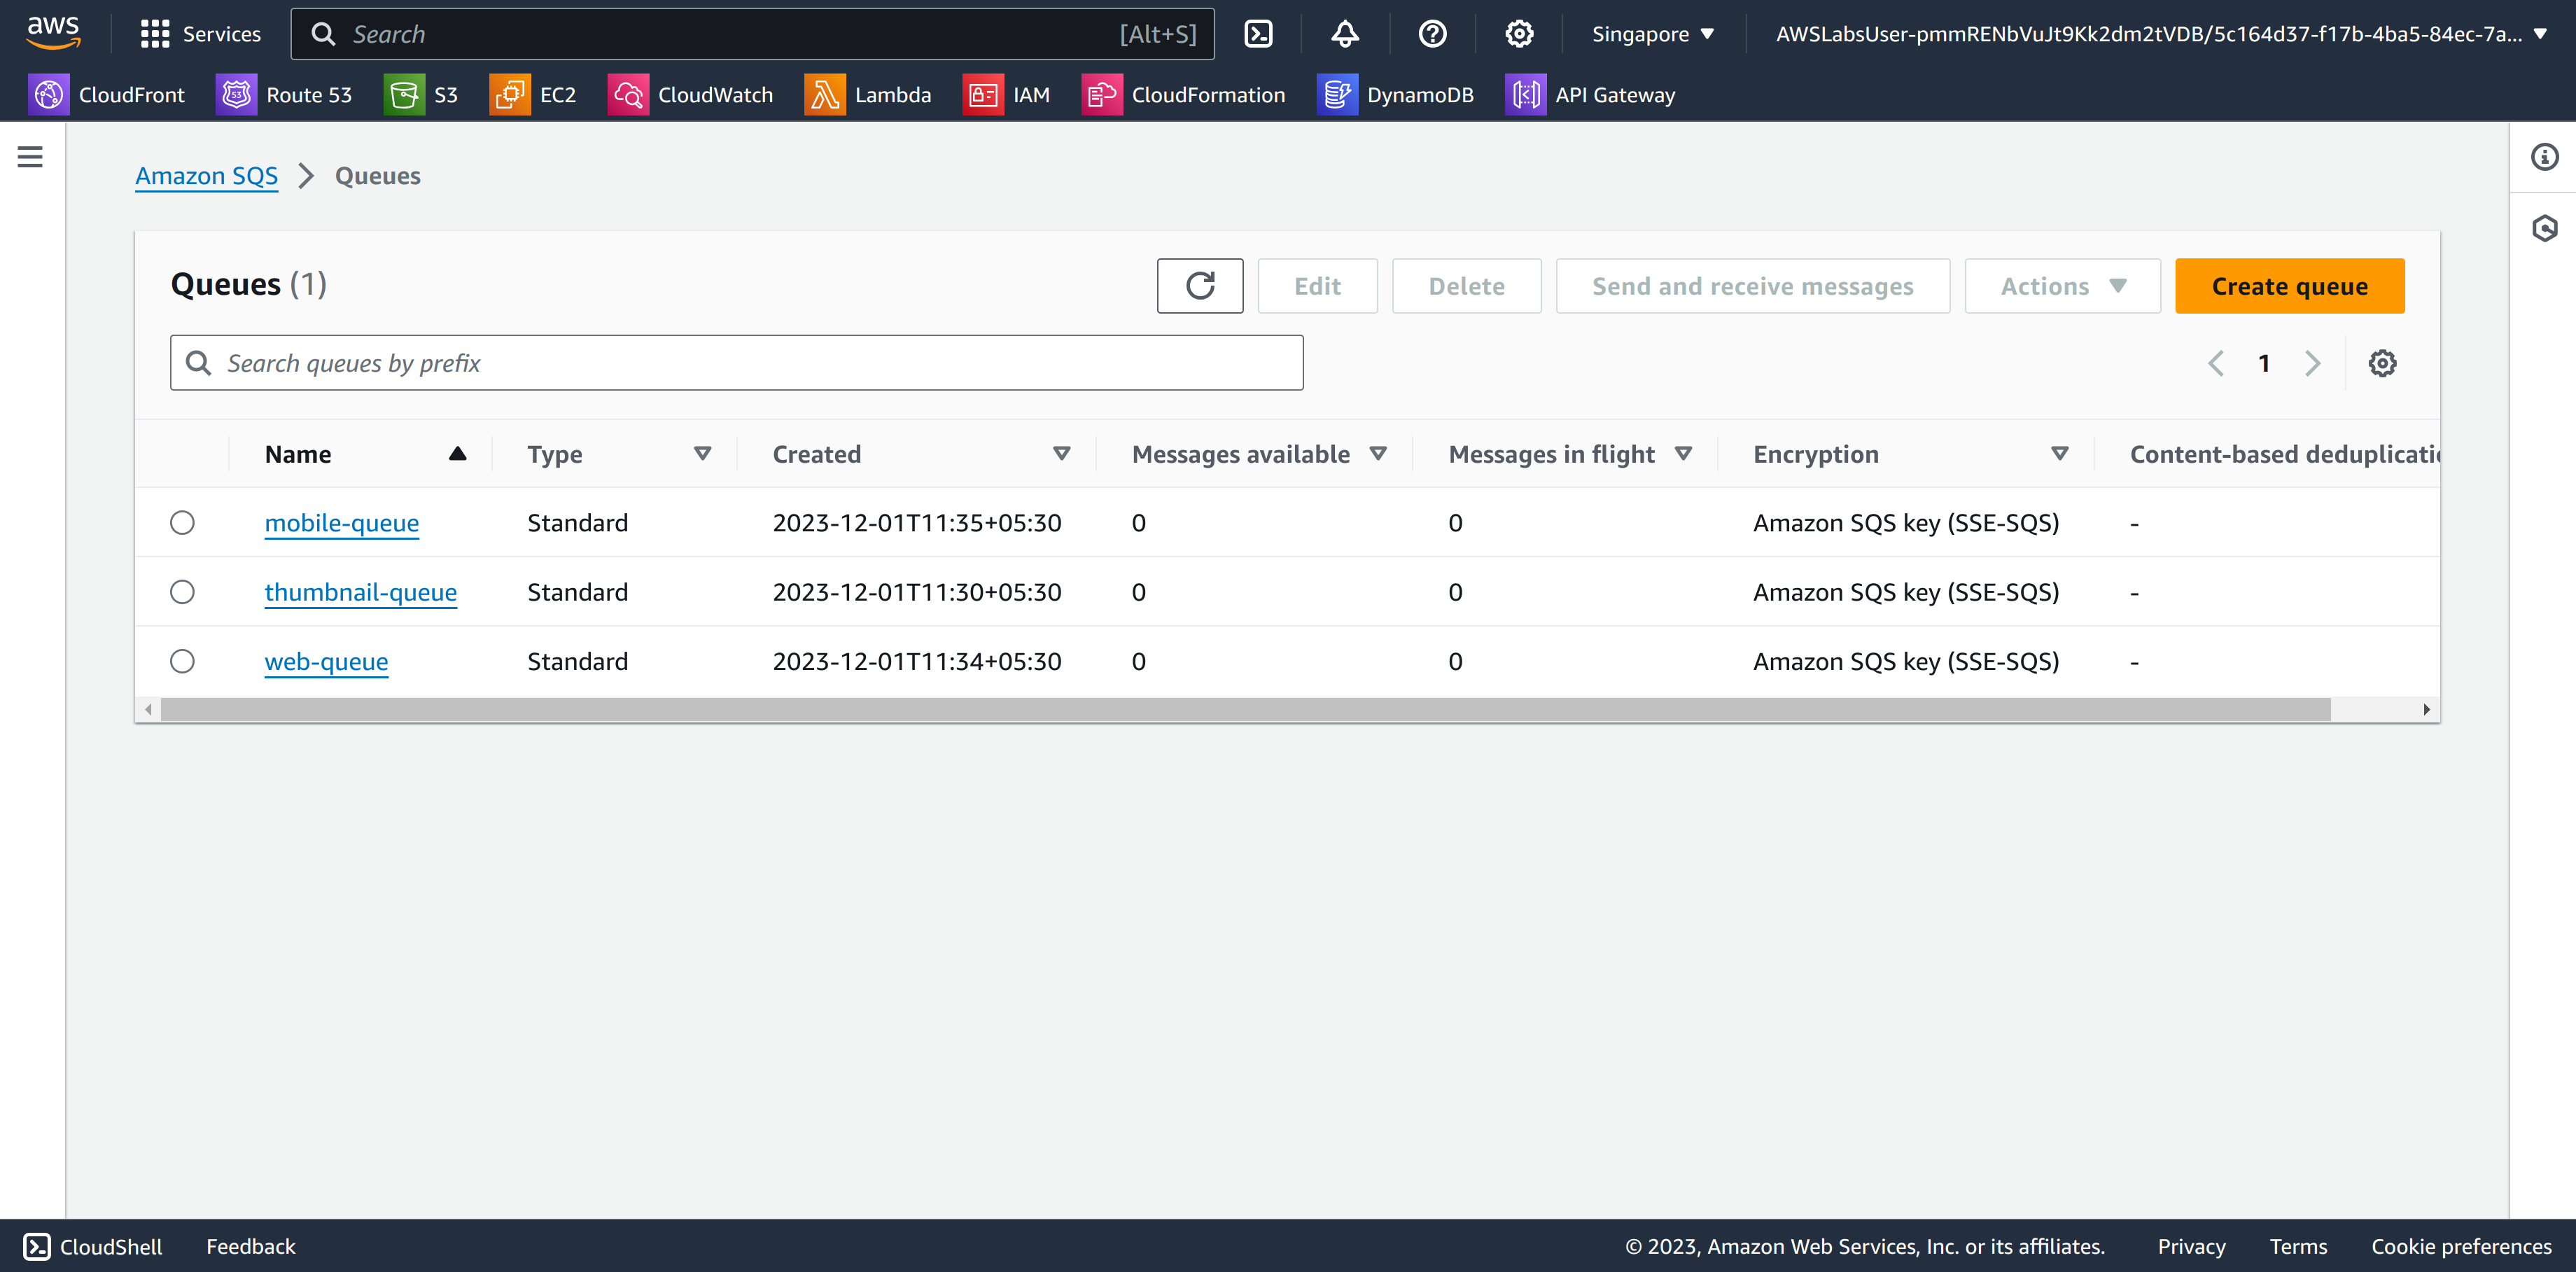 aws Services Search [Alt+S] Singapore AWSLabsUser-pmmRENbVuJt9Kk2dm2tVDB/5c164d37-f17b-4ba5-84ec-7a...
CloudFront 53 Route 53 S3 EC2 CloudWatch Lambda IAM CloudFormation DynamoDB API Gateway
Amazon SQS Queues
Queues (1) Edit Delete Send and receive messages Actions Create queue
Search queues by prefix 1
Name Type Created Messages available Messages in flight Encryption Content-based deduplicati
mobile-queue Standard 2023-12-01T11:35+05:30 0 0 Amazon SQS key (SSE-SQS) -
thumbnail-queue Standard 2023-12-01T11:30+05:30 0 0 Amazon SQS key (SSE-SQS) -
web-queue Standard 2023-12-01T11:34+05:30 0 0 Amazon SQS key (SSE-SQS) -
CloudShell Feedback © 2023, Amazon Web Services, Inc. or its affiliates. Privacy Terms Cookie preferences